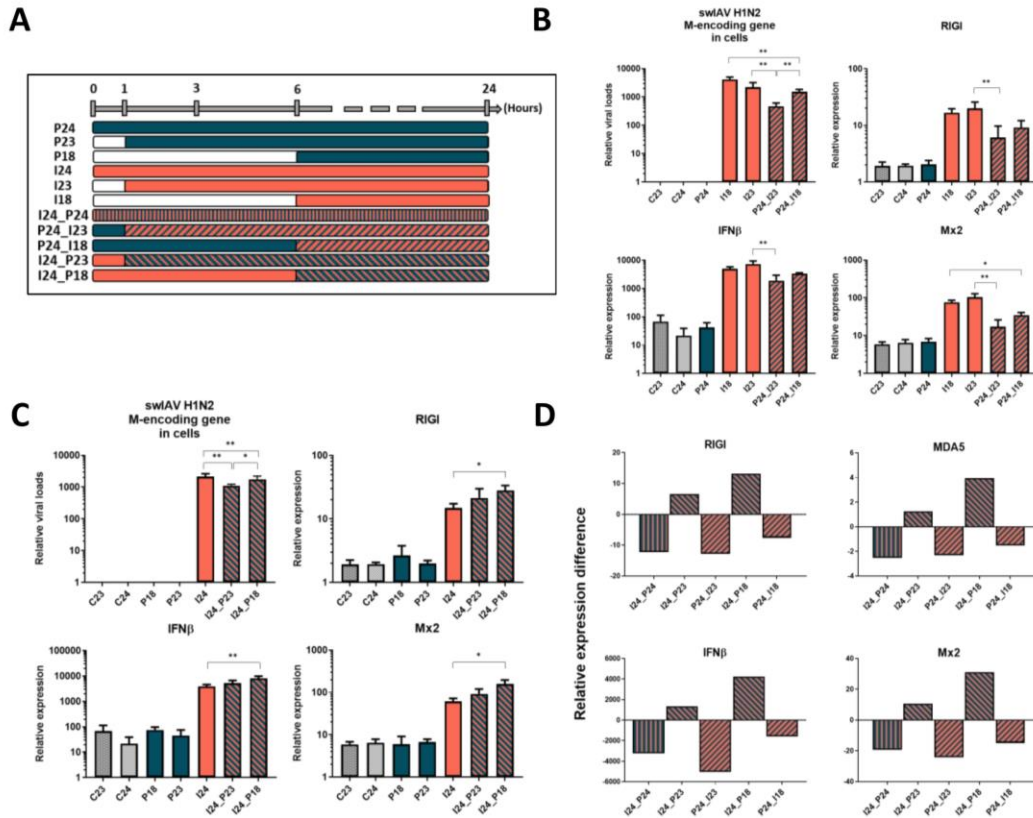 A
0 1 3 6 24
(Hours)
P24
P23
P18
I24
I23
I18
I24_P24
P24_I23
P24_I18
I24_P23
I24_P18
B
swIAV H1N2
M-encoding gene
in cells
Relative viral loads
10000
1000
100
10
1
**
** **
C23 C24 P24 I18 I23 P24_I23 P24_I18
RIGI
Relative expression
100
10
1
**
C23 C24 P24 I18 I23 P24_I23 P24_I18
IFNβ
Relative expression
10000
1000
100
10
1
**
C23 C24 P24 I18 I23 P24_I23 P24_I18
Mx2
Relative expression
1000
100
10
1
*
**
C23 C24 P24 I18 I23 P24_I23 P24_I18
C
swIAV H1N2
M-encoding gene
in cells
Relative viral loads
10000
1000
100
10
1
**
** *
C23 C24 P18 P23 I24 I24_P23 I24_P18
RIGI
Relative expression
100
10
1
*
C23 C24 P18 P23 I24 I24_P23 I24_P18
IFNβ
Relative expression
100000
10000
1000
100
10
1
**
C23 C24 P18 P23 I24 I24_P23 I24_P18
Mx2
Relative expression
1000
100
10
1
*
C23 C24 P18 P23 I24 I24_P23 I24_P18
D
Relative expression difference
RIGI
20
10
0
-10
-20
I24_P24 I24_P23 P24_I23 I24_P18 P24_I18
MDA5
6
4
2
0
-2
-4
I24_P24 I24_P23 P24_I23 I24_P18 P24_I18
IFNβ
6000
4000
2000
0
-2000
-4000
-6000
I24_P24 I24_P23 P24_I23 I24_P18 P24_I18
Mx2
40
20
0
-20
-40
I24_P24 I24_P23 P24_I23 I24_P18 P24_I18